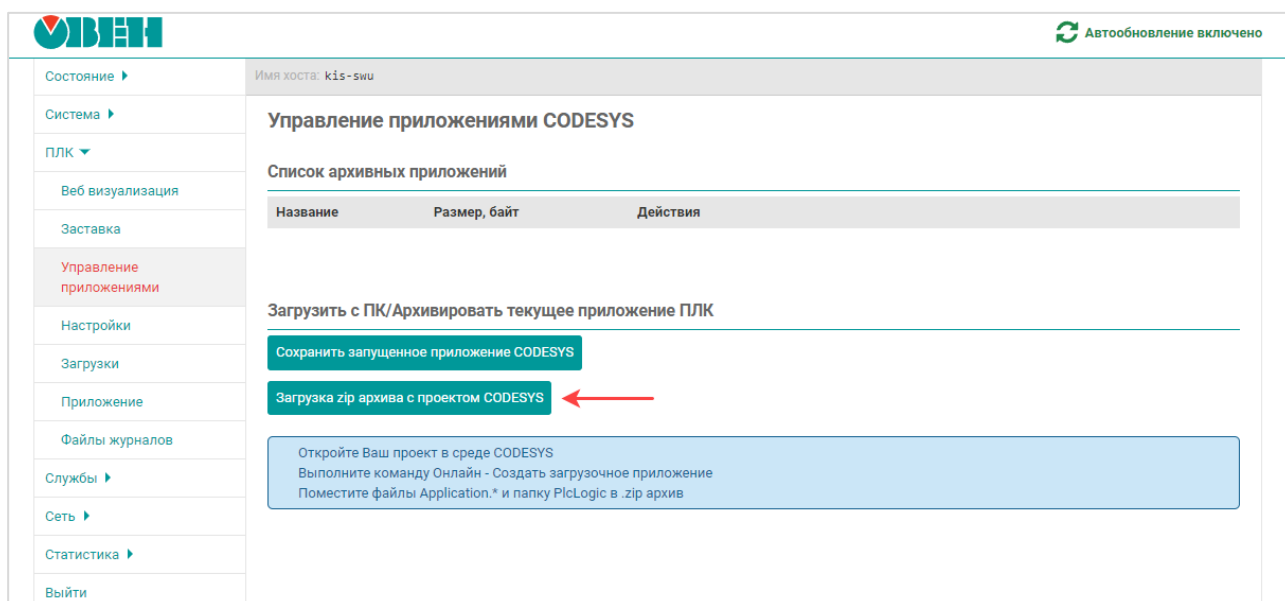 ОВЕН
Автообновление включено
Состояние
Имя хоста: kis-swu
Система
Управление приложениями CODESYS
ПЛК
Список архивных приложений
Веб визуализация
Название Размер, байт Действия
Заставка
Управление
приложениями
Загрузить с ПК/Архивировать текущее приложение ПЛК
Настройки
Сохранить запущенное приложение CODESYS
Загрузки
Загрузка zip архива с проектом CODESYS
Приложение
Файлы журналов
Откройте Ваш проект в среде CODESYS
Выполните команду Онлайн - Создать загрузочное приложение
Поместите файлы Application.* и папку PlcLogic в .zip архив
Службы
Сеть
Статистика
Выйти